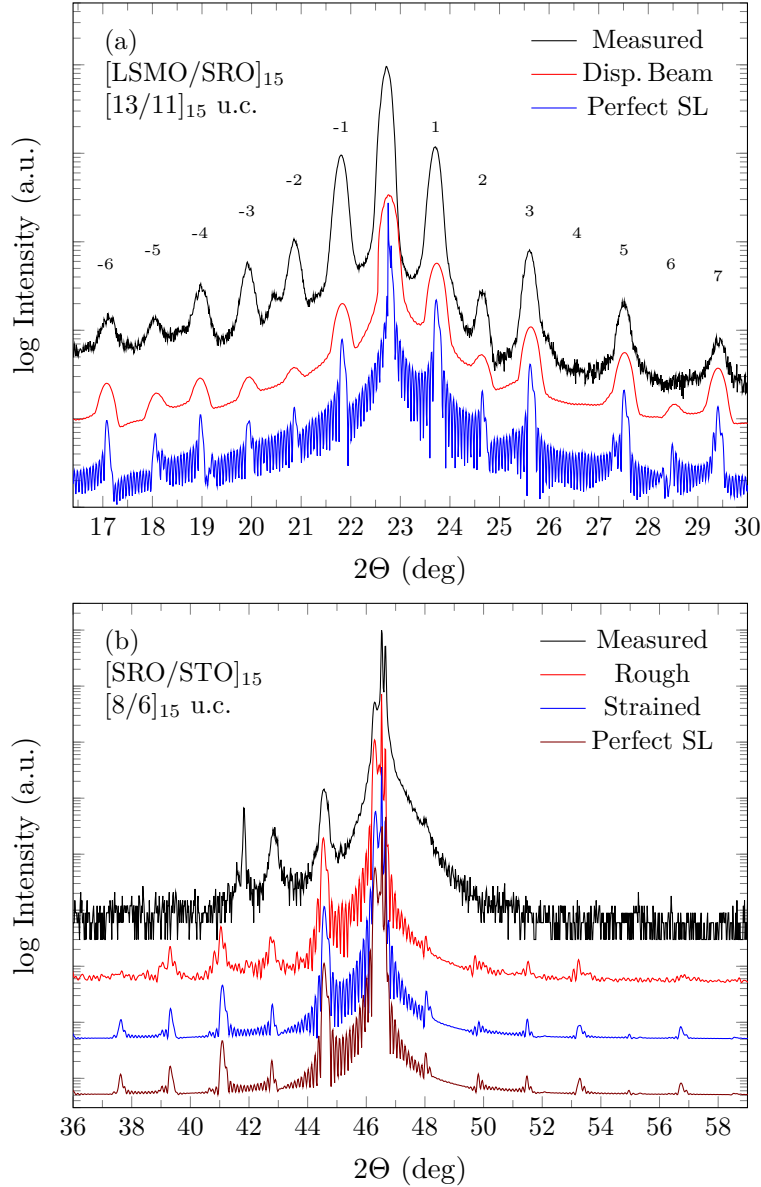 (a)
[LSMO/SRO]15
[13/11]15 u.c.
Measured
Disp. Beam
Perfect SL
-6 -5 -4 -3 -2 -1 1 2 3 4 5 6 7
log Intensity (a.u.)
17 18 19 20 21 22 23 24 25 26 27 28 29 30
2Θ (deg)
(b)
[SRO/STO]15
[8/6]15 u.c.
Measured
Rough
Strained
Perfect SL
log Intensity (a.u.)
36 38 40 42 44 46 48 50 52 54 56 58
2Θ (deg)